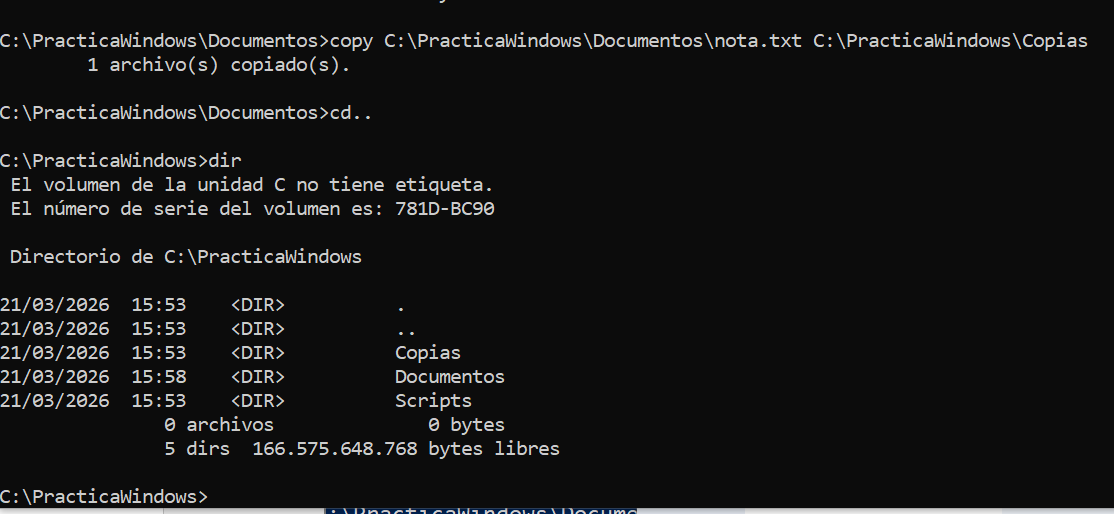 C:\PracticaWindows\Documentos>copy C:\PracticaWindows\Documentos\nota.txt C:\PracticaWindows\Copias
        1 archivo(s) copiado(s).
C:\PracticaWindows\Documentos>cd..
C:\PracticaWindows>dir
 El volumen de la unidad C no tiene etiqueta.
 El número de serie del volumen es: 781D-BC90
 Directorio de C:\PracticaWindows
21/03/2026  15:53    <DIR>          .
21/03/2026  15:53    <DIR>          ..
21/03/2026  15:53    <DIR>          Copias
21/03/2026  15:58    <DIR>          Documentos
21/03/2026  15:53    <DIR>          Scripts
               0 archivos              0 bytes
               5 dirs  166.575.648.768 bytes libres
C:\PracticaWindows>
:\PracticaWindows\Docume